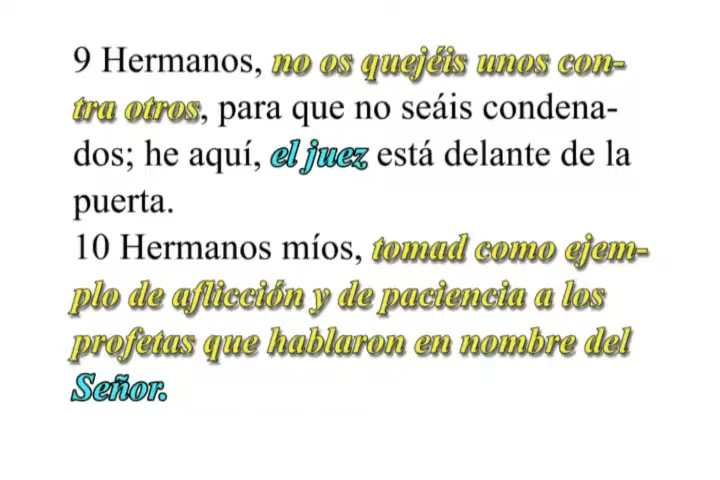 9 Hermanos, no os quejéis unos con-
tra otros, para que no seáis condena-
dos; he aquí, el juez está delante de la
puerta.
10 Hermanos míos, tomad como ejem-
plo de aflicción y de paciencia a los
profetas que hablaron en nombre del
Señor.